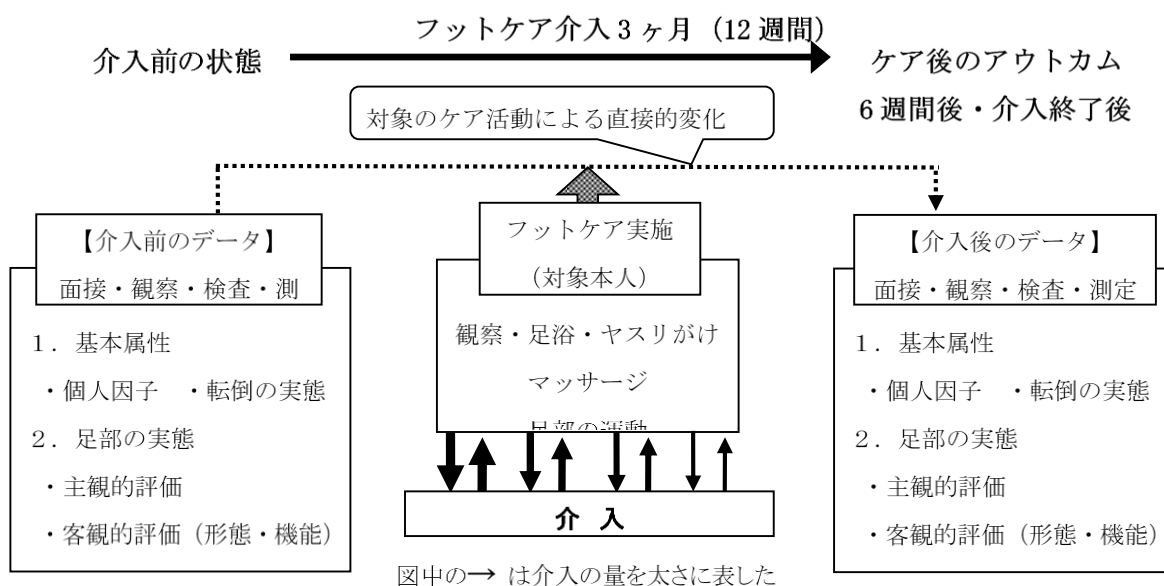 フットケア介入3ヶ月(12週間)
介入前の状態
ケア後のアウトカム
6週間後・介入終了後
対象のケア活動による直接的変化
【介入前のデータ】
面接・観察・検査・測
1．基本属性
・個人因子　・転倒の実態
2．足部の実態
・主観的評価
・客観的評価（形態・機能）
フットケア実施
（対象本人）
観察・足浴・ヤスリがけ
マッサージ
足部の運動
介 入
図中の→ は介入の量を太さに表した
【介入後のデータ】
面接・観察・検査・測定
1．基本属性
・個人因子　・転倒の実態
2．足部の実態
・主観的評価
・客観的評価（形態・機能）